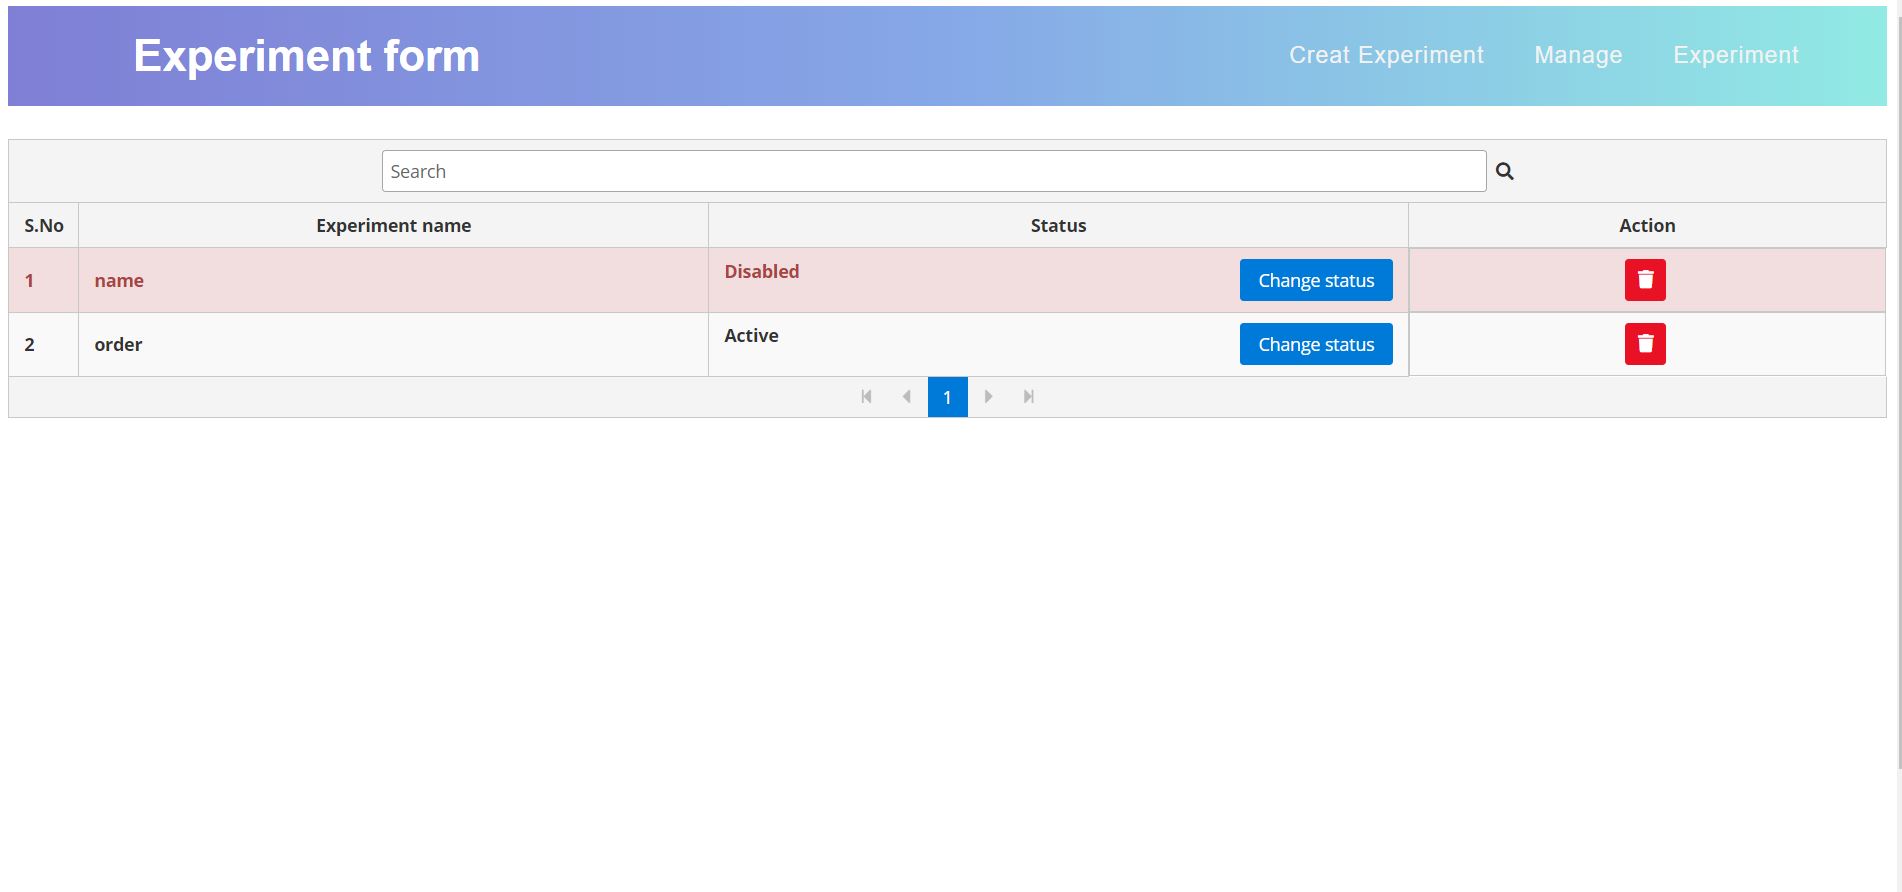 Experiment form
Creat Experiment Manage Experiment
Search
S.No Experiment name Status Action
1 name Disabled Change status
2 order Active Change status
1